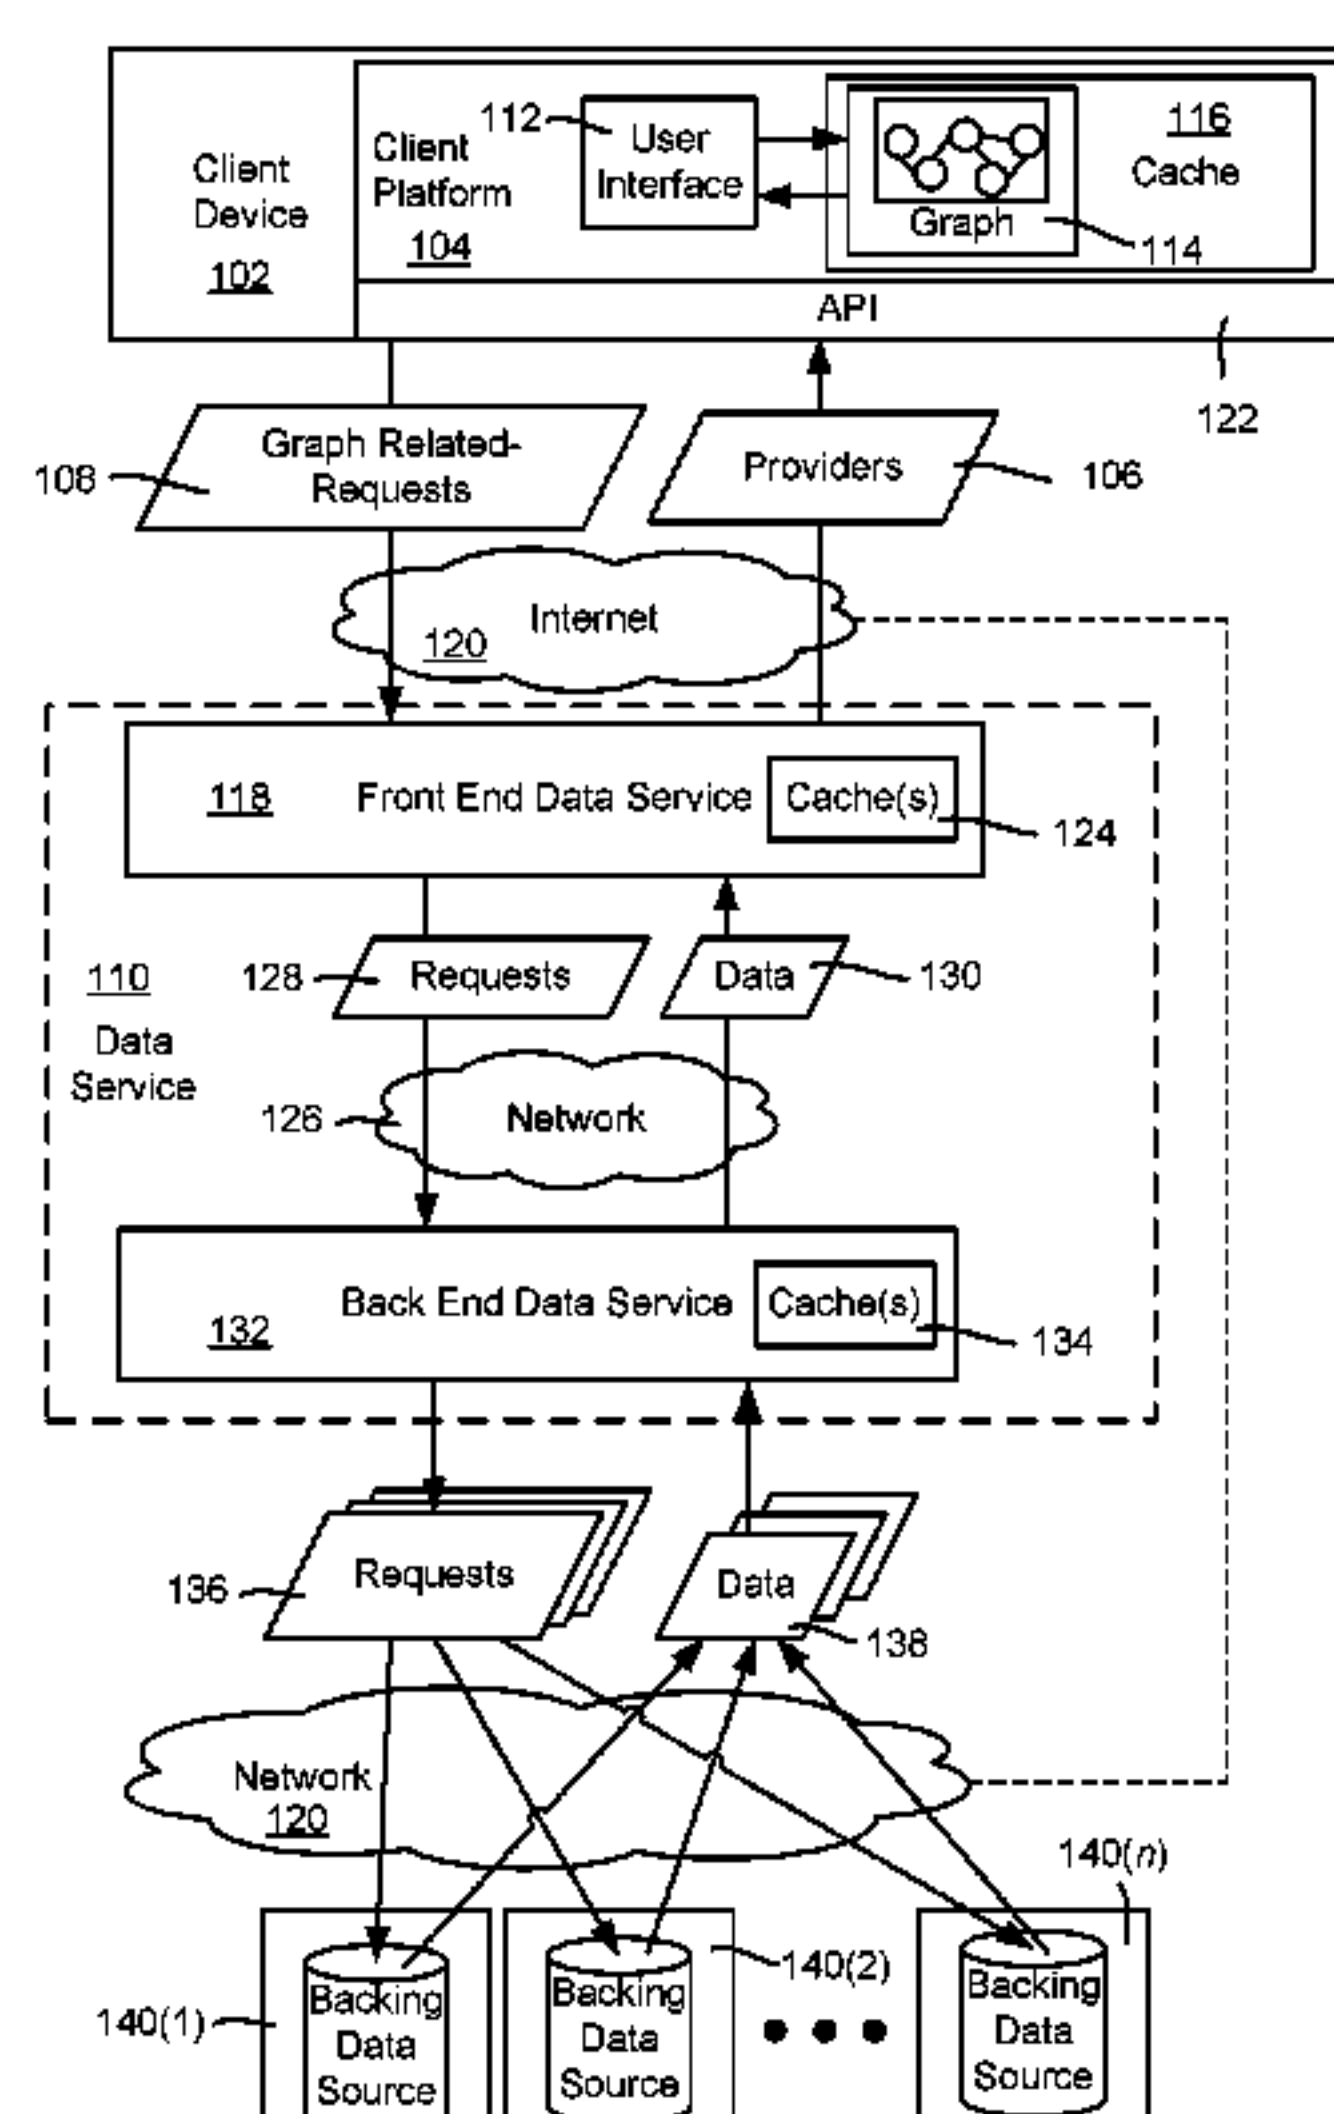 Client
Device
102
Client
Platform
104
112
User
Interface
Graph
116
Cache
114
API
122
Graph Related-
Requests
108
Providers
106
Internet
120
118
Front End Data Service
Cache(s)
124
110
Data
Service
128
Requests
Data
130
126
Network
Back End Data Service
132
Cache(s)
134
136
Requests
Data
138
Network
120
140(n)
140(1)
Backing
Data
Source
Backing
Data
Source
140(2)
Backing
Data
Source